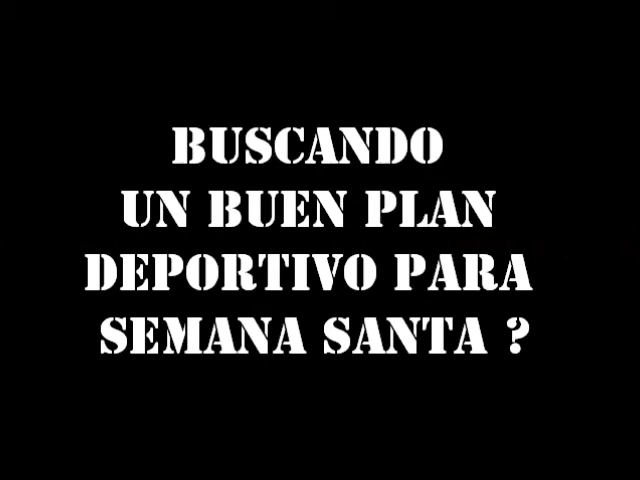 BUSCANDO
UN BUEN PLAN
DEPORTIVO PARA
SEMANA SANTA ?